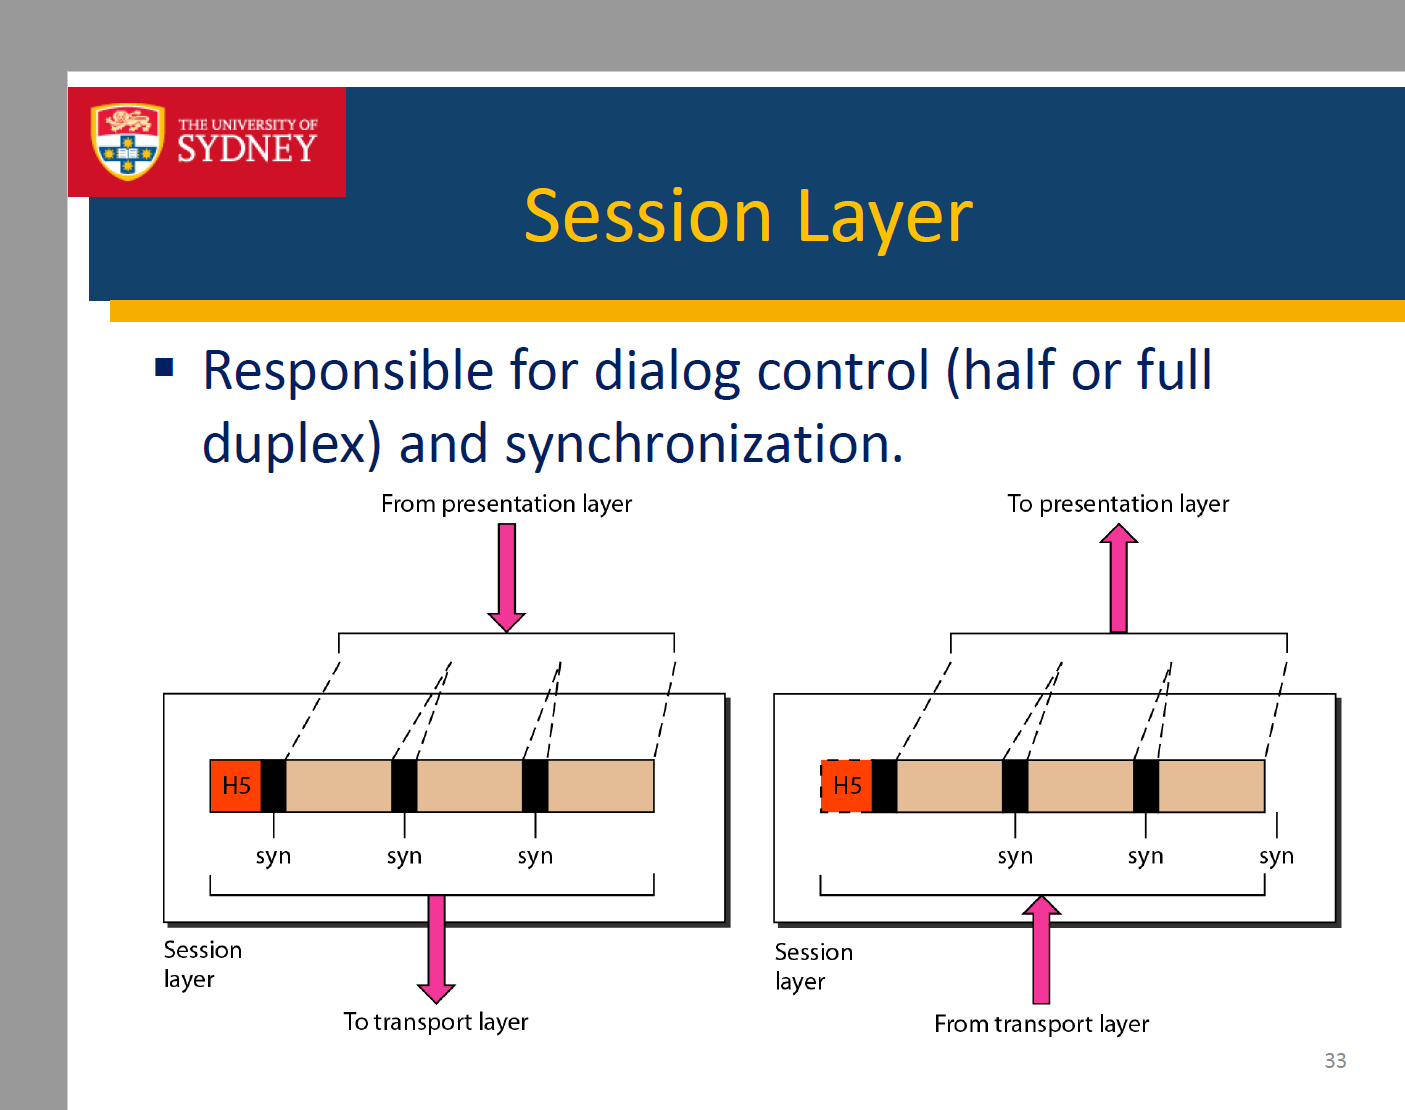 THE UNIVERSITY OF
SYDNEY
Session Layer
Responsible for dialog control (half or full
duplex) and synchronization.
From presentation layer
To presentation layer
H5
H5
syn
syn
syn
syn
syn
syn
Session
layer
Session
layer
To transport layer
From transport layer
33